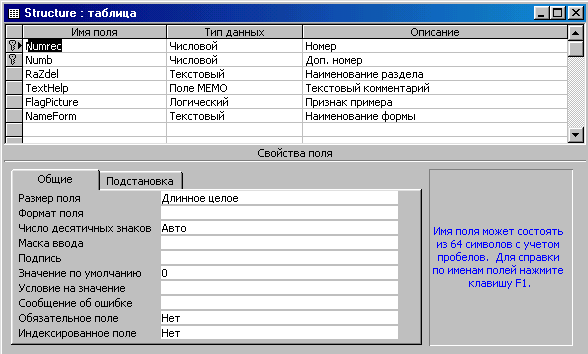 Structure : таблица
Имя поля Тип данных Описание
Numrec Числовой Номер
Numb Числовой Доп. номер
RaZdel Текстовый Наименование раздела
TextHelp Поле MEMO Текстовый комментарий
FlagPicture Логический Признак примера
NameForm Текстовый Наименование формы
Свойства поля
Общие Подстановка
Размер поля Длинное целое
Формат поля
Число десятичных знаков Авто
Маска ввода
Подпись
Значение по умолчанию 0
Условие на значение
Сообщение об ошибке
Обязательное поле Нет
Индексированное поле Нет
Имя поля может состоять
из 64 символов с учетом
пробелов. Для справки
по именам полей нажмите
клавишу F1.